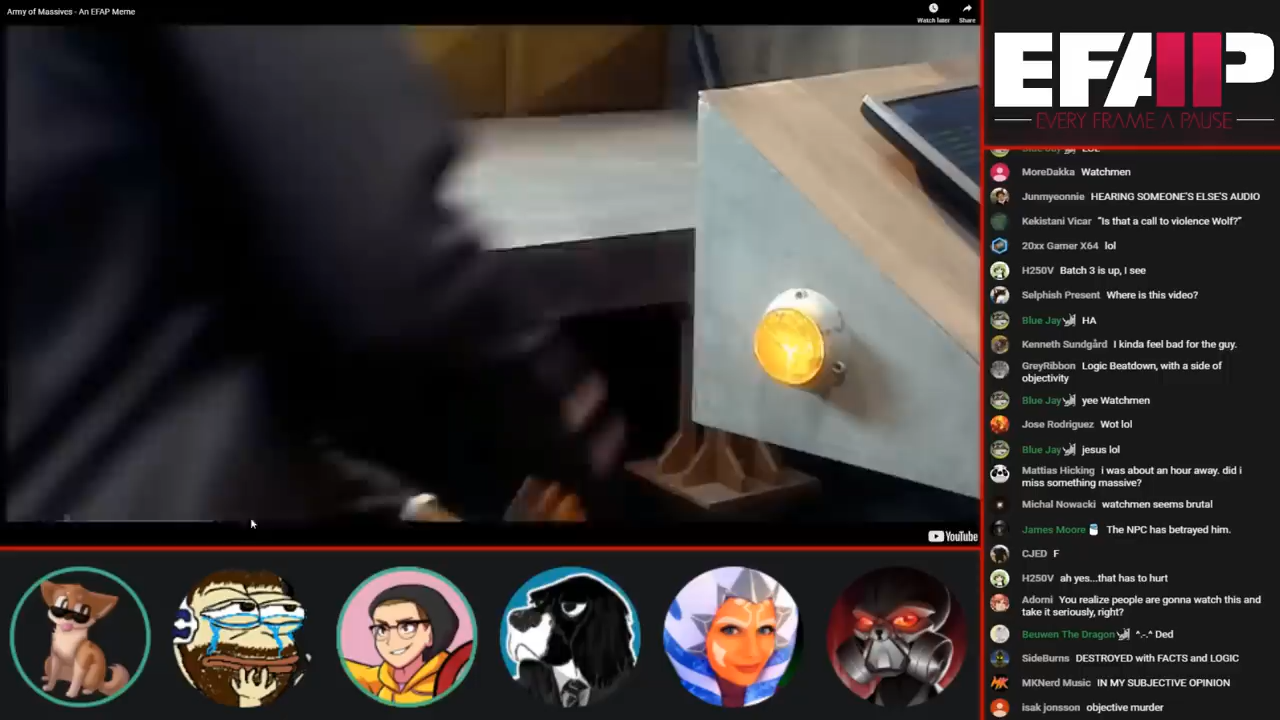 Army of Massives - An EFAP Meme
Watch later
Share
YouTube
EFAP
EVERY FRAME A PAUSE
MoreDakka Watchmen
Junmyeonnie HEARING SOMEONE'S ELSE'S AUDIO
Kekistani Vicar “Is that a call to violence Wolf?”
20xx Gamer X64 lol
H250V Batch 3 is up, I see
Selphish Present Where is this video?
Blue Jay HA
Kenneth Sundgård I kinda feel bad for the guy.
GreyRibbon Logic Beatdown, with a side of
objectivity
Blue Jay yee Watchmen
Jose Rodriguez Wot lol
Blue Jay jesus lol
Mattias Hicking i was about an hour away. did i
miss something massive?
Michal Nowacki watchmen seems brutal
James Moore The NPC has betrayed him.
CJED F
H250V ah yes...that has to hurt
Adorni You realize people are gonna watch this and
take it seriously, right?
Beuwen The Dragon ^.-.^ Ded
SideBurns DESTROYED with FACTS and LOGIC
MKNerd Music IN MY SUBJECTIVE OPINION
isak jonsson objective murder